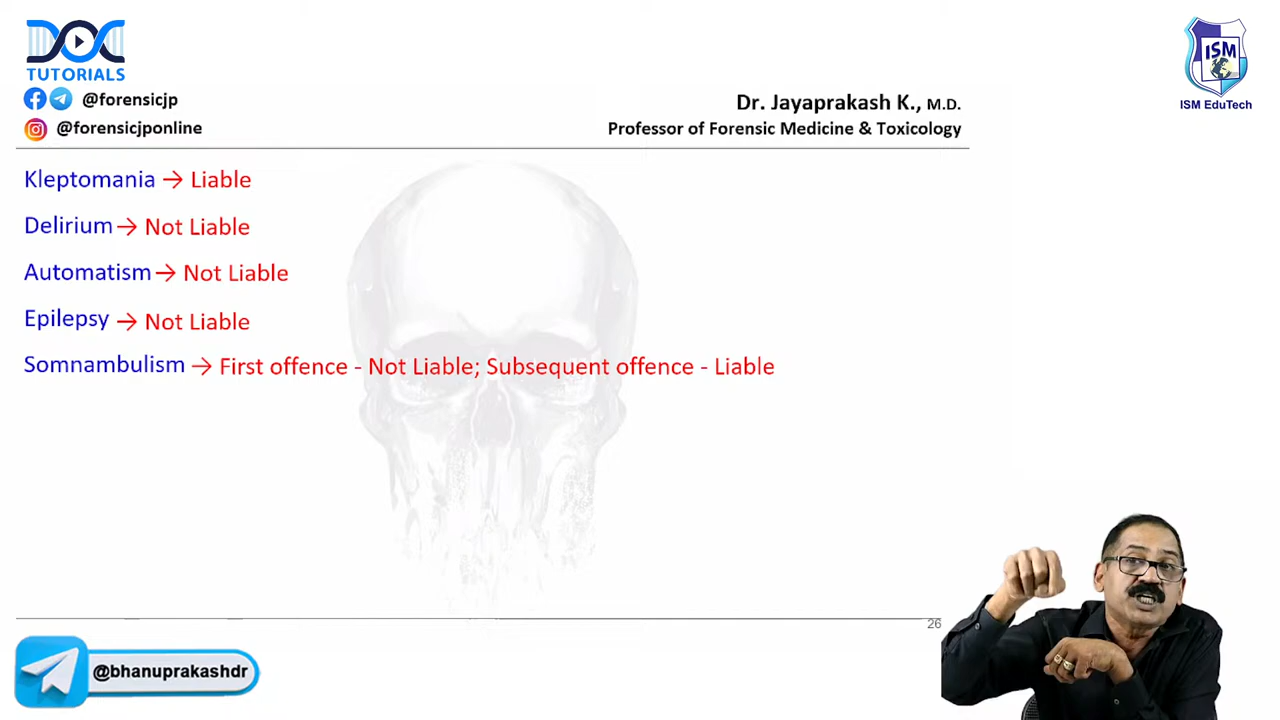 DOC
TUTORIALS
@forensicjp
@forensicjponline
ISM
ISM EduTech
Dr. Jayaprakash K., M.D.
Professor of Forensic Medicine & Toxicology
Kleptomania → Liable
Delirium → Not Liable
Automatism → Not Liable
Epilepsy → Not Liable
Somnambulism → First offence - Not Liable; Subsequent offence - Liable
26
@bhanuprakashdr